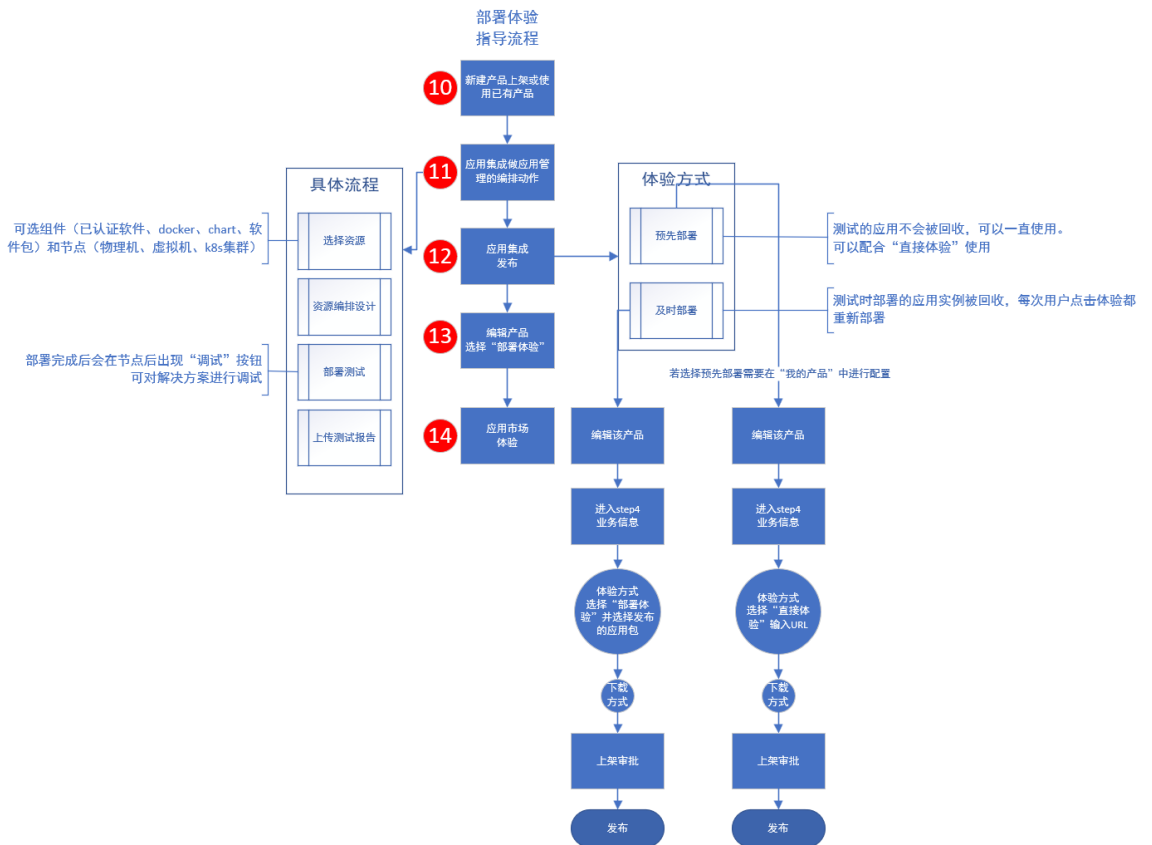 部署体验
指导流程
10
新建产品上架或使
用已有产品
11
应用集成做应用管
理的编排动作
12
应用集成
发布
13
编辑产品
选择“部署体验”
14
应用市场
体验
具体流程
选择资源
资源编排设计
部署测试
上传测试报告
可选组件（已认证软件、docker、chart、软
件包）和节点（物理机、虚拟机、k8s集群）
部署完成后会在节点后出现“调试”按钮
可对解决方案进行调试
体验方式
预先部署
及时部署
测试的应用不会被回收，可以一直使用。
可以配合“直接体验”使用
测试时部署的应用实例被回收，每次用户点击体验都
重新部署
若选择预先部署需要在“我的产品”中进行配置
编辑该产品
进入step4
业务信息
体验方式
选择“部署体
验”并选择发布
的应用包
下载
方式
上架审批
发布
编辑该产品
进入step4
业务信息
体验方式
选择“直接体
验”输入URL
下载
方式
上架审批
发布